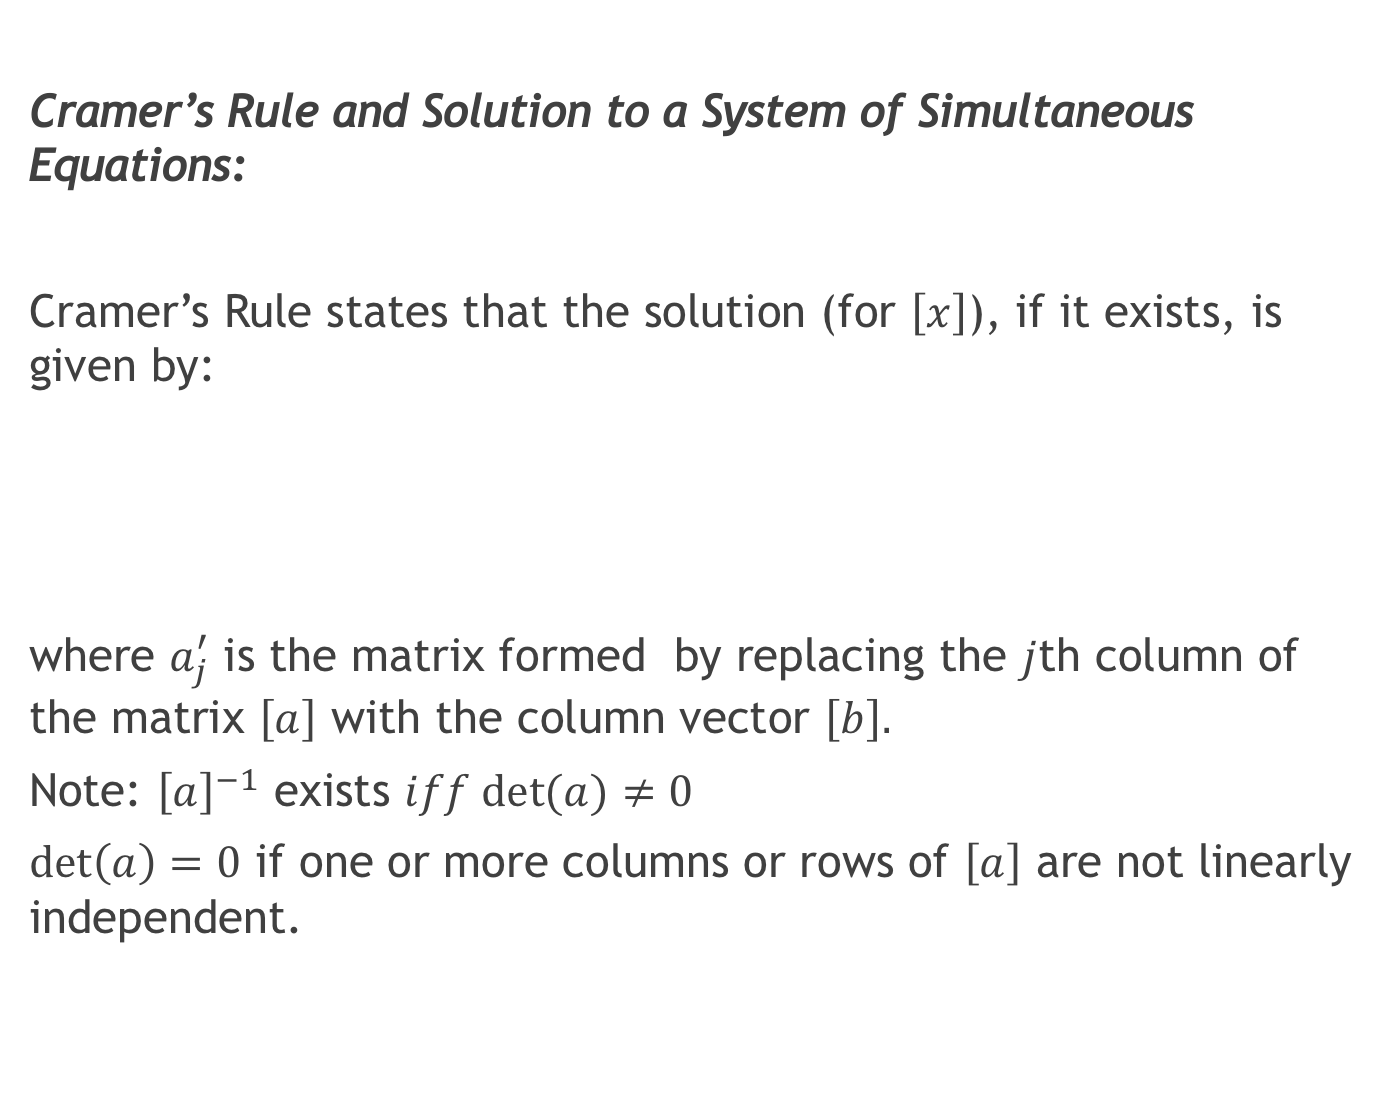 Cramer’s Rule and Solution to a System of Simultaneous
Equations:
Cramer’s Rule states that the solution (for [x]), if it exists, is
given by:
where a′ⱼ is the matrix formed  by replacing the jth column of
the matrix [a] with the column vector [b].
Note: [a]⁻¹ exists iff det(a) ≠ 0
det(a) = 0 if one or more columns or rows of [a] are not linearly
independent.